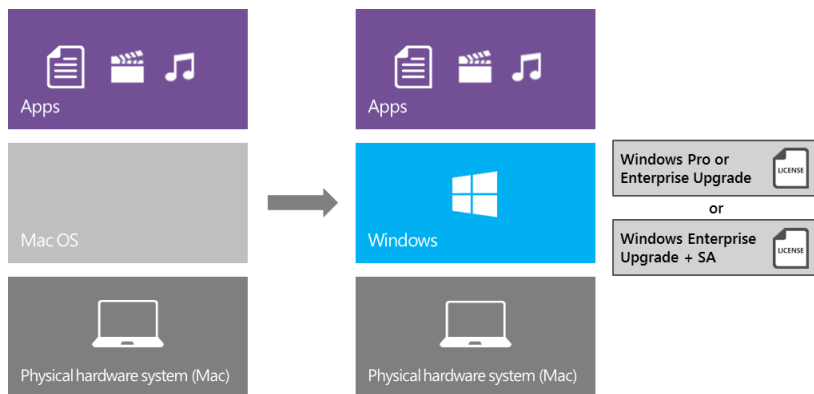 Apps
Mac OS
Physical hardware system (Mac)
Apps
Windows
Physical hardware system (Mac)
Windows Pro or
Enterprise Upgrade
LICENSE
or
Windows Enterprise
Upgrade + SA
LICENSE